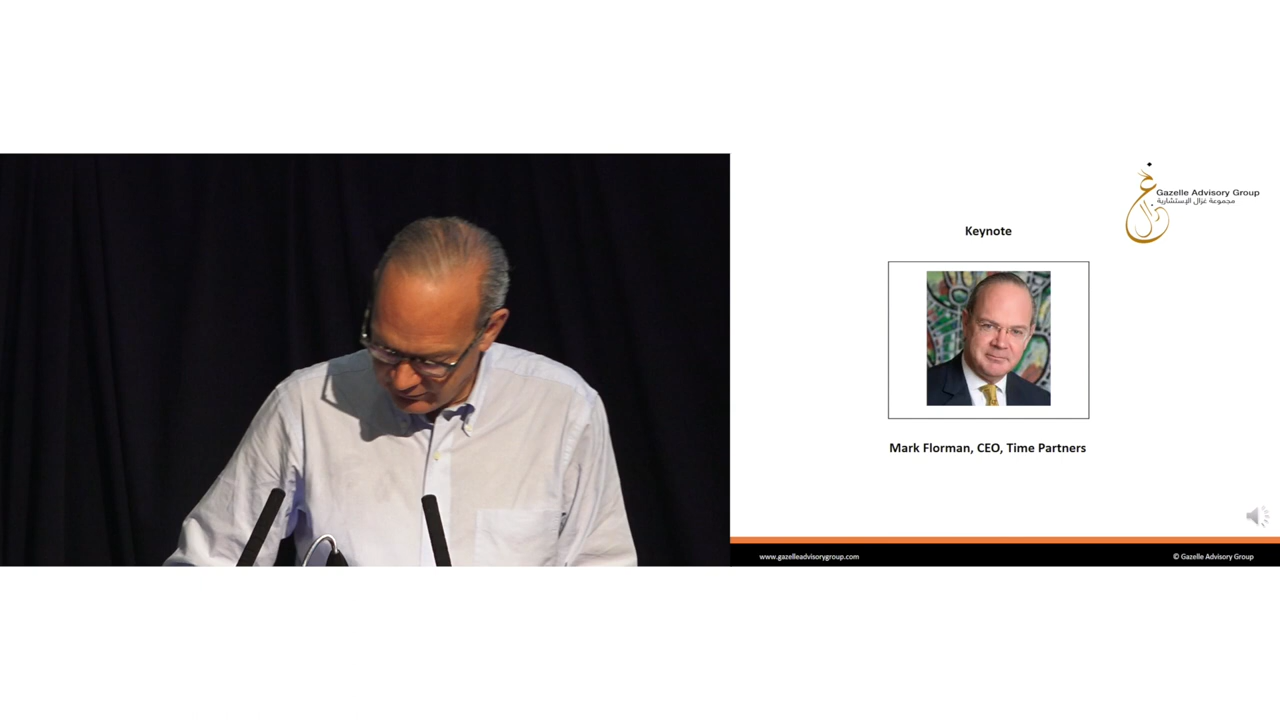 Gazelle Advisory Group
مجموعة غزال الإستشارية
Keynote
Mark Florman, CEO, Time Partners
www.gazelleadvisorygroup.com
© Gazelle Advisory Group